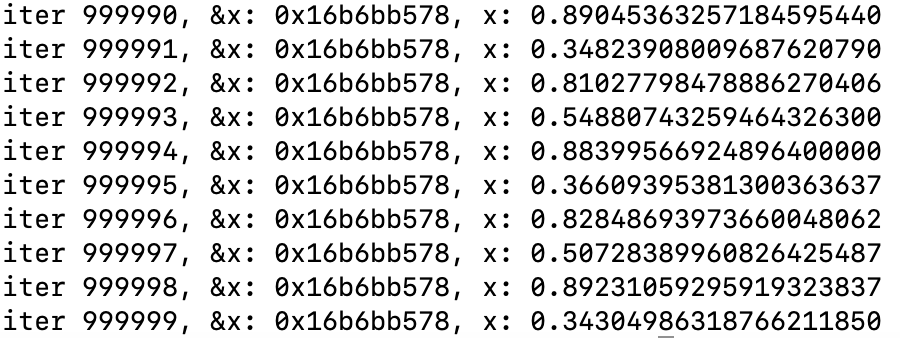 iter 999990, &x: 0x16b6bb578, x: 0.89045363257184595440
iter 999991, &x: 0x16b6bb578, x: 0.34823908009687620790
iter 999992, &x: 0x16b6bb578, x: 0.81027798478886270406
iter 999993, &x: 0x16b6bb578, x: 0.54880743259464326300
iter 999994, &x: 0x16b6bb578, x: 0.88399566924896400000
iter 999995, &x: 0x16b6bb578, x: 0.36609395381300363637
iter 999996, &x: 0x16b6bb578, x: 0.82848693973660048062
iter 999997, &x: 0x16b6bb578, x: 0.50728389960826425487
iter 999998, &x: 0x16b6bb578, x: 0.89231059295919323837
iter 999999, &x: 0x16b6bb578, x: 0.34304986318766211850